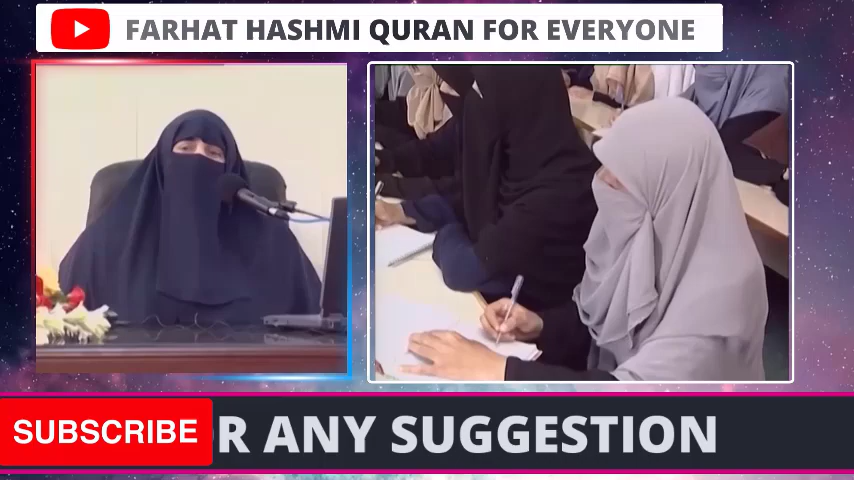 FARHAT HASHMI QURAN FOR EVERYONE
SUBSCRIBE
R ANY SUGGESTION